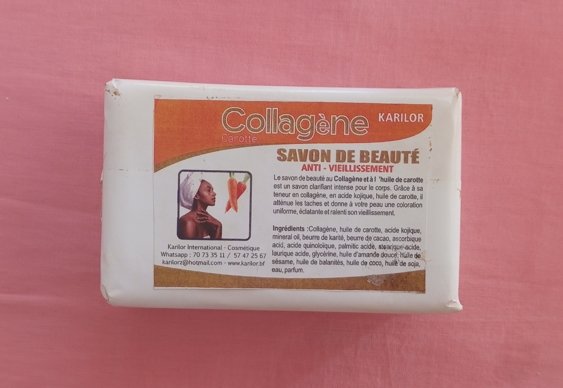 Collagène
Carotte
KARILOR
SAVON DE BEAUTÉ
ANTI - VIEILLISSEMENT
Le savon de beauté au Collagène et à l 'huile de carotte
est un savon clarifiant intense pour le corps. Grâce à sa
teneur en collagène, en acide kojique, huile de carotte, il
atténue les taches et donne à votre peau une coloration
uniforme, éclatante et ralenti son vieillissement.
Ingrédients :Collagène, huile de carotte, acide kojique,
mineral oil, beurre de karité, beurre de cacao, ascorbique
acid, acide quinoloïque, palmitic acide, stearique acide,
laurique acide, glycérine, huile d'amande douce, huile de
sésame, huile de balanités, huile de coco, huile de soja,
eau, parfum.
Karilor International - Cosmétique
Whatsapp : 70 73 35 11 / 57 47 25 67
karilorz@hotmail.com - www.karilor.bf